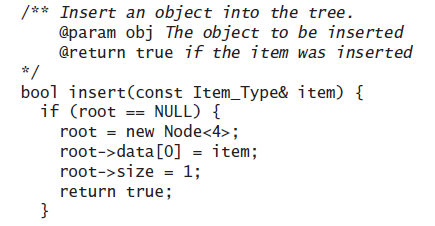 /** Insert an object into the tree.
    @param obj The object to be inserted
    @return true if the item was inserted
*/
bool insert(const Item_Type& item) {
  if (root == NULL) {
    root = new Node<4>;
    root->data[0] = item;
    root->size = 1;
    return true;
  }